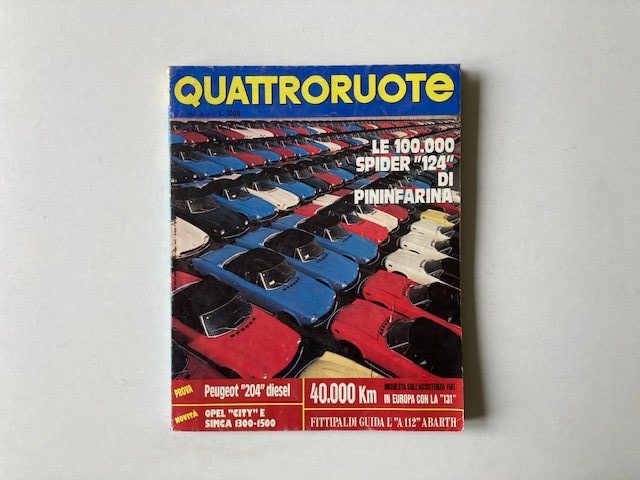 QUATTRORUOTE
LE 100.000
SPIDER "124"
DI
PININFARINA
PROVA
Peugeot "204" diesel
NOVITÀ
OPEL "CITY" E
SIMCA 1300-1500
40.000 Km
INCHIESTA SULL'ASSISTENZA FIAT
IN EUROPA CON LA "131"
FITTIPALDI GUIDA L'"A 112" ABARTH